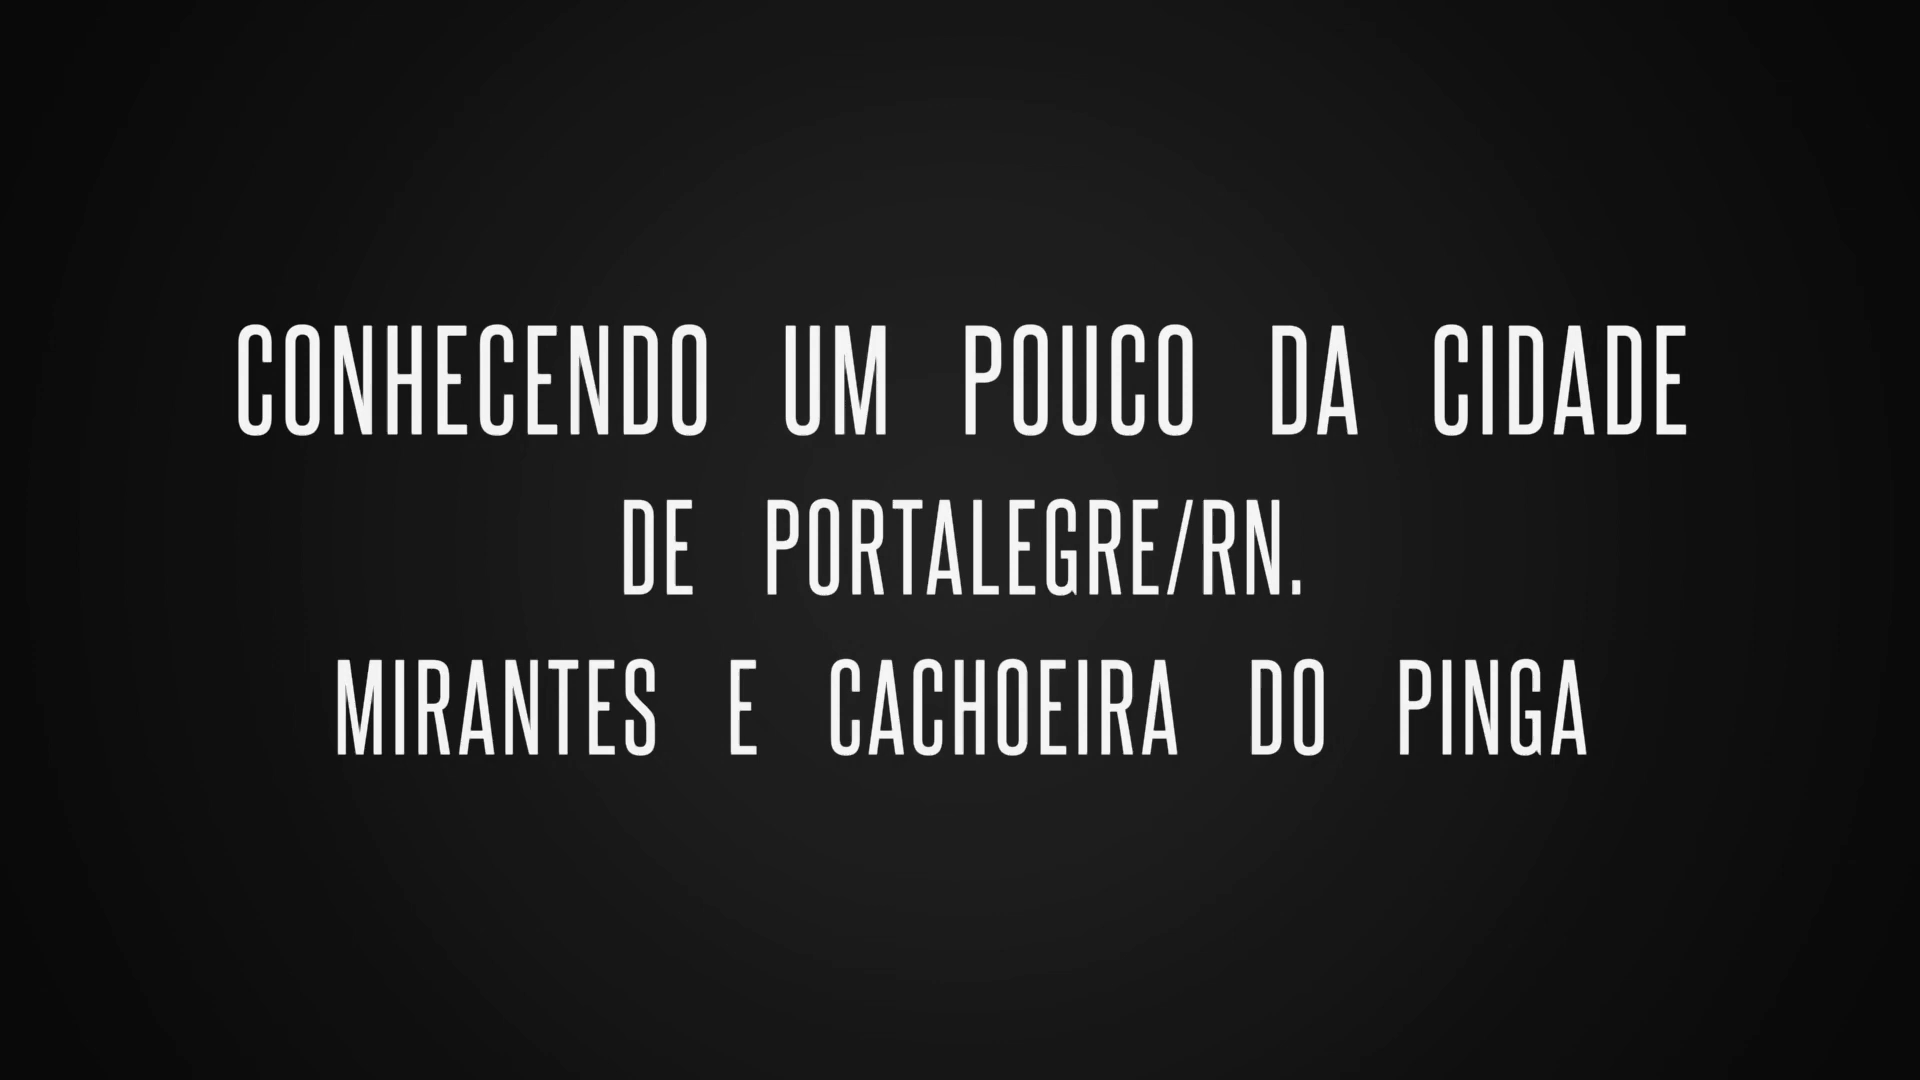 CONHECENDO UM POUCO DA CIDADE
DE PORTALEGRE/RN.
MIRANTES E CACHOEIRA DO PINGA